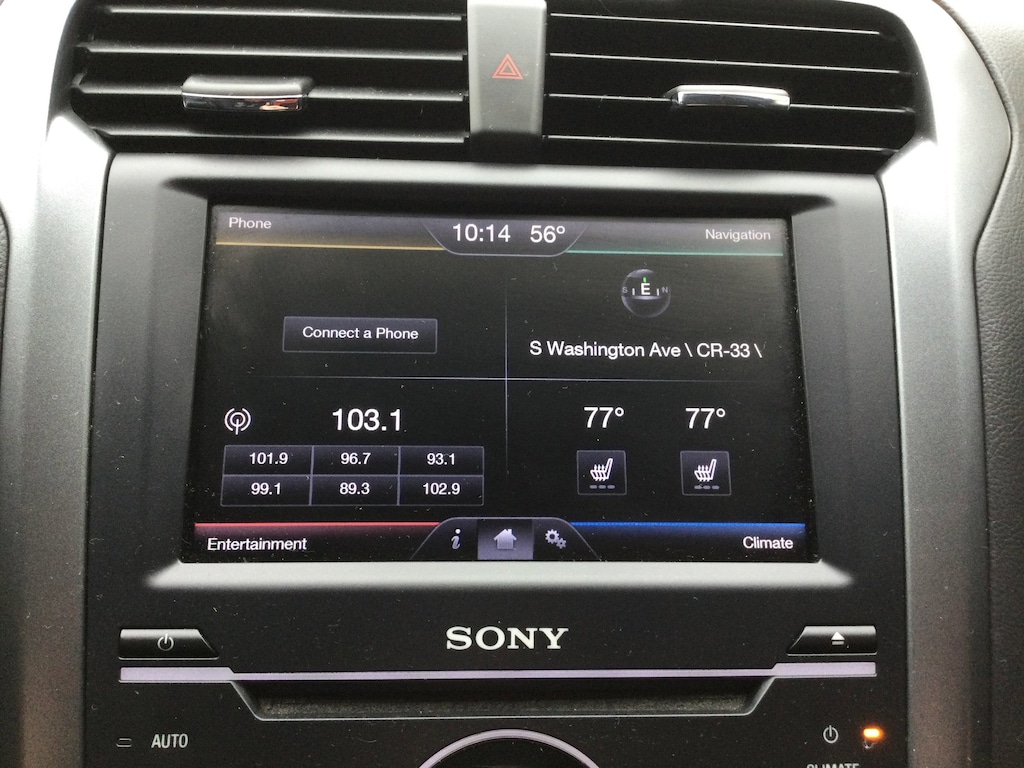 Phone
10:14 56°
Navigation
S E N
Connect a Phone
S Washington Ave \ CR-33 \
103.1
77° 77°
101.9 96.7 93.1
99.1 89.3 102.9
Entertainment
i
Climate
SONY
AUTO
CLIMATE